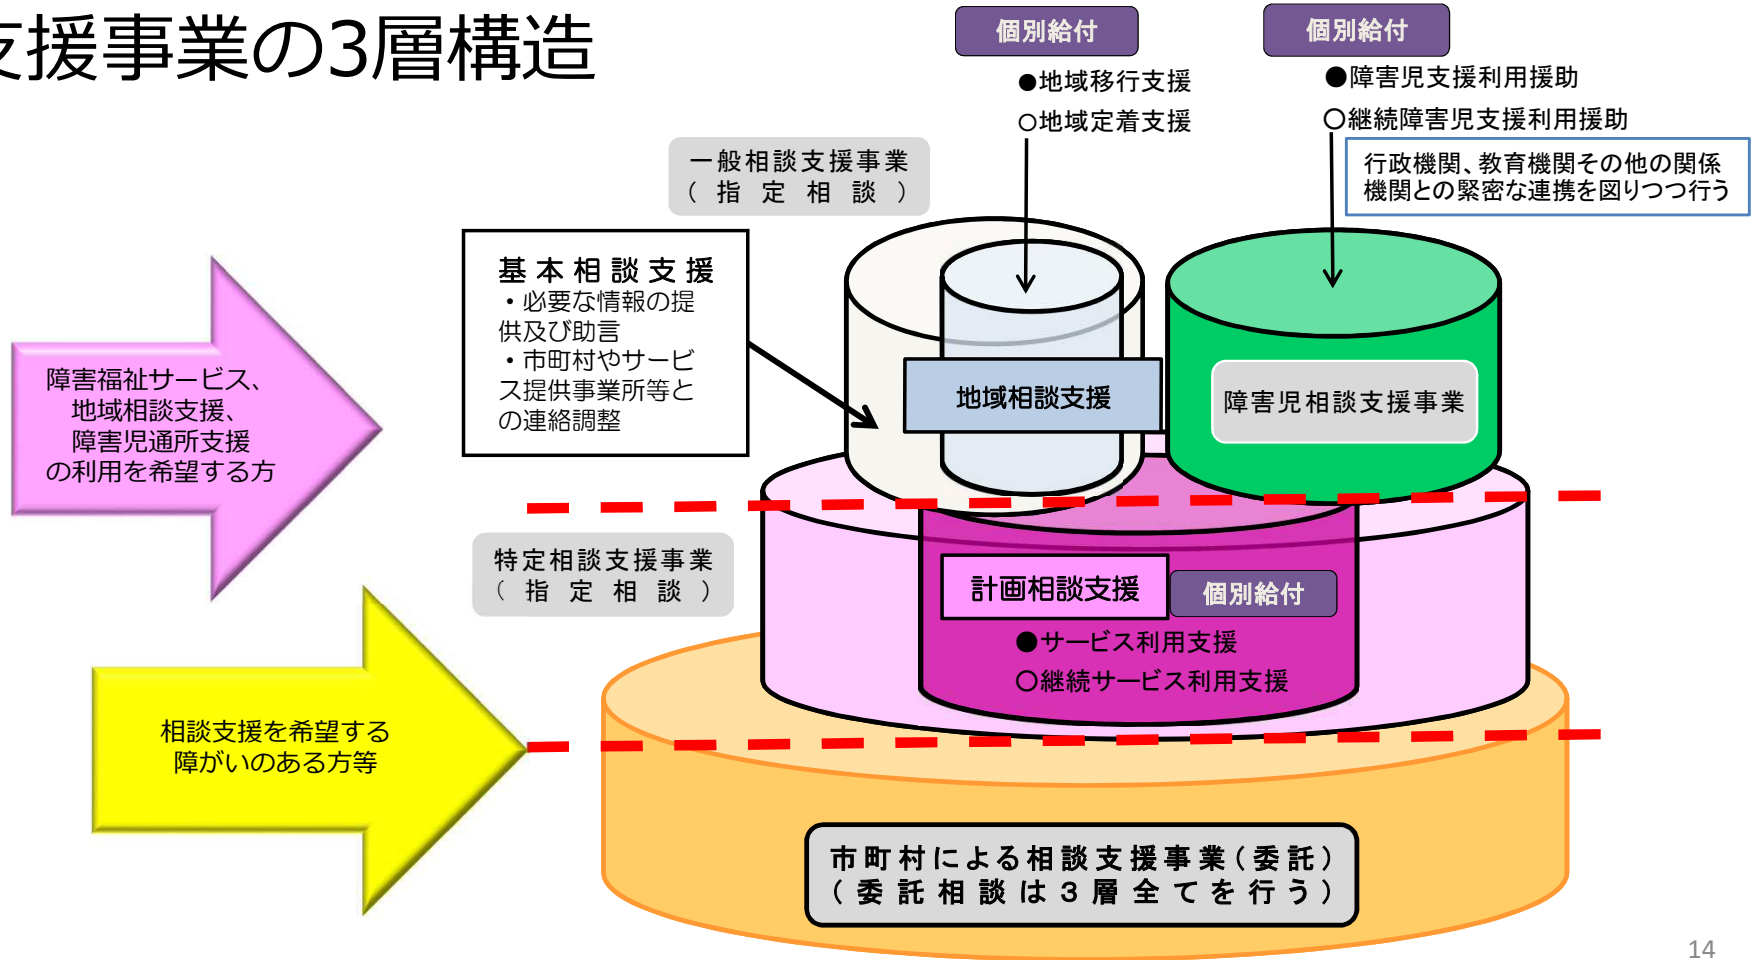 支援事業の3層構造
個別給付
●地域移行支援
○地域定着支援
個別給付
●障害児支援利用援助
○継続障害児支援利用援助
行政機関、教育機関その他の関係
機関との緊密な連携を図りつつ行う
一般相談支援事業
（指定相談）
基本相談支援
・必要な情報の提
供及び助言
・市町村やサービ
ス提供事業所等と
の連絡調整
地域相談支援
障害児相談支援事業
障害福祉サービス、
地域相談支援、
障害児通所支援
の利用を希望する方
特定相談支援事業
（指定相談）
計画相談支援
個別給付
●サービス利用支援
○継続サービス利用支援
相談支援を希望する
障がいのある方等
市町村による相談支援事業（委託）
（委託相談は３層全てを行う）
14